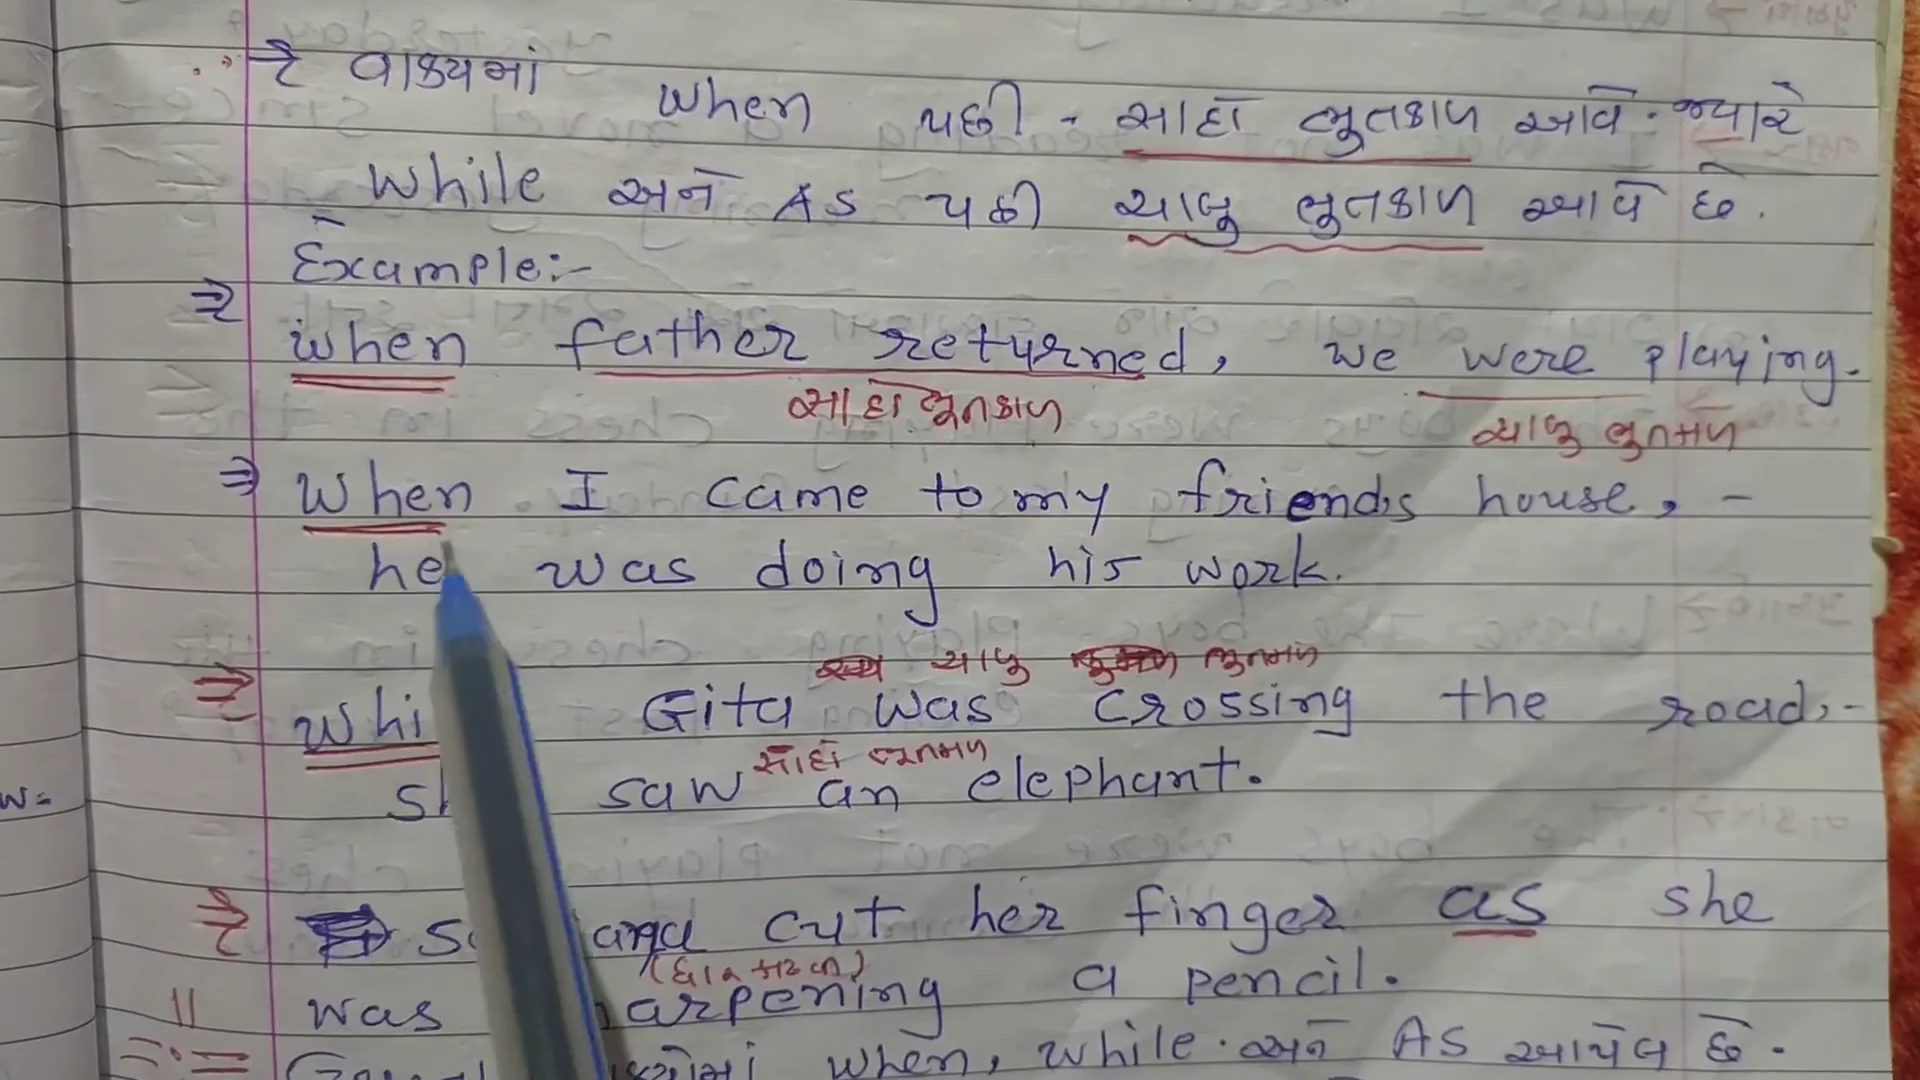 વાક્યમાં when પછી - સાદો ભૂતકાળ આવે. જ્યારે
while અને AS પછી ચાલુ ભૂતકાળ આવે છે.
Example:-
when father returned, we were playing.
સાદો ભૂતકાળ
ચાલુ ભૂતકાળ
When I came to my friends house, -
he was doing his work.
ચાલુ ભૂતકાળ
Gita was crossing the road, -
સાદો ભૂતકાળ
saw an elephant.
cut her finger as she
was a pencil.
when, while. અને AS આવેલ છે.